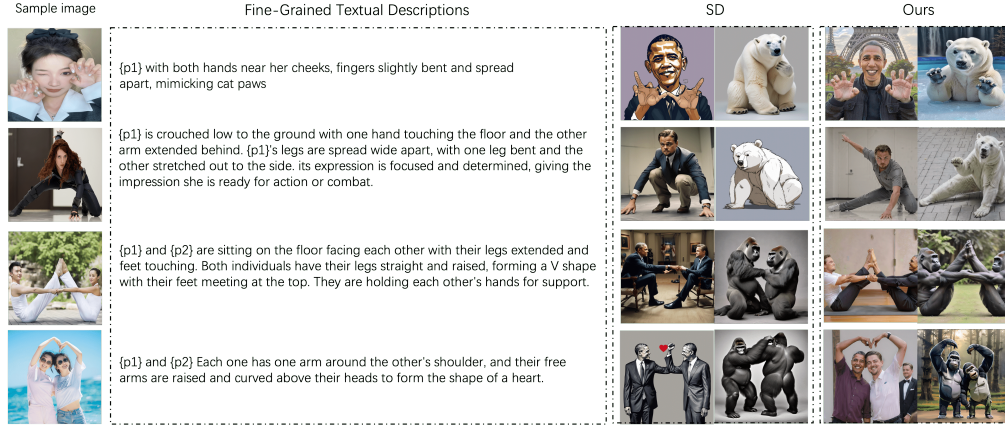 Sample image
Fine-Grained Textual Descriptions
SD
Ours
{p1} with both hands near her cheeks, fingers slightly bent and spread
apart, mimicking cat paws
{p1} is crouched low to the ground with one hand touching the floor and the other
arm extended behind. {p1}'s legs are spread wide apart, with one leg bent and the
other stretched out to the side. its expression is focused and determined, giving the
impression she is ready for action or combat.
{p1} and {p2} are sitting on the floor facing each other with their legs extended and
feet touching. Both individuals have their legs straight and raised, forming a V shape
with their feet meeting at the top. They are holding each other's hands for support.
{p1} and {p2} Each one has one arm around the other's shoulder, and their free
arms are raised and curved above their heads to form the shape of a heart.